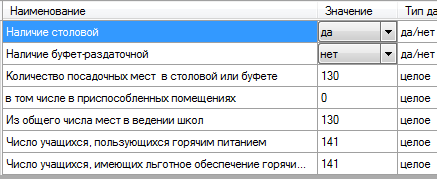 Наименование Значение Тип да
Наличие столовой да да/нет
Наличие буфет-раздаточной нет да/нет
Количество посадочных мест в столовой или буфете 130 целое
в том числе в приспособленных помещениях 0 целое
Из общего числа мест в ведении школ 130 целое
Число учащихся, пользующихся горячим питанием 141 целое
Число учащихся, имеющих льготное обеспечение горячи... 141 целое